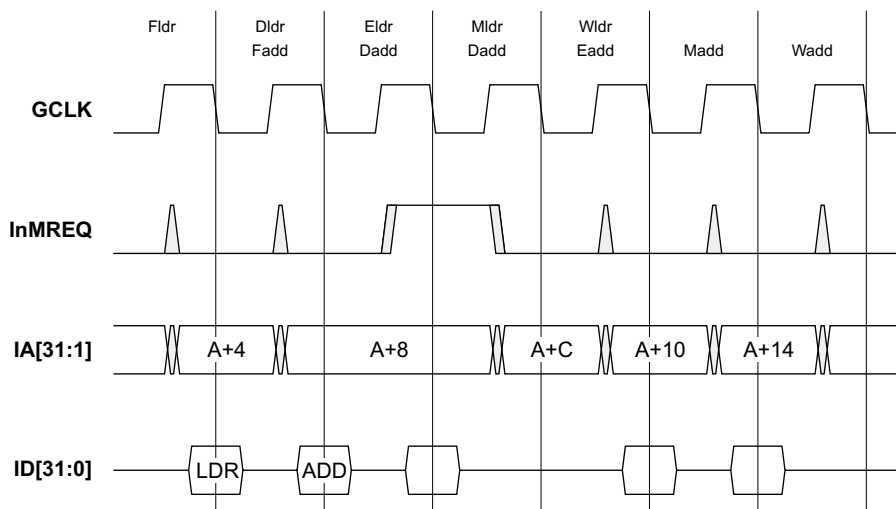 Fldr Dldr Eldr Mldr Wldr
Fadd Dadd Dadd Eadd Madd Wadd
GCLK
InMREQ
IA[31:1] A+4 A+8 A+C A+10 A+14
ID[31:0] LDR ADD